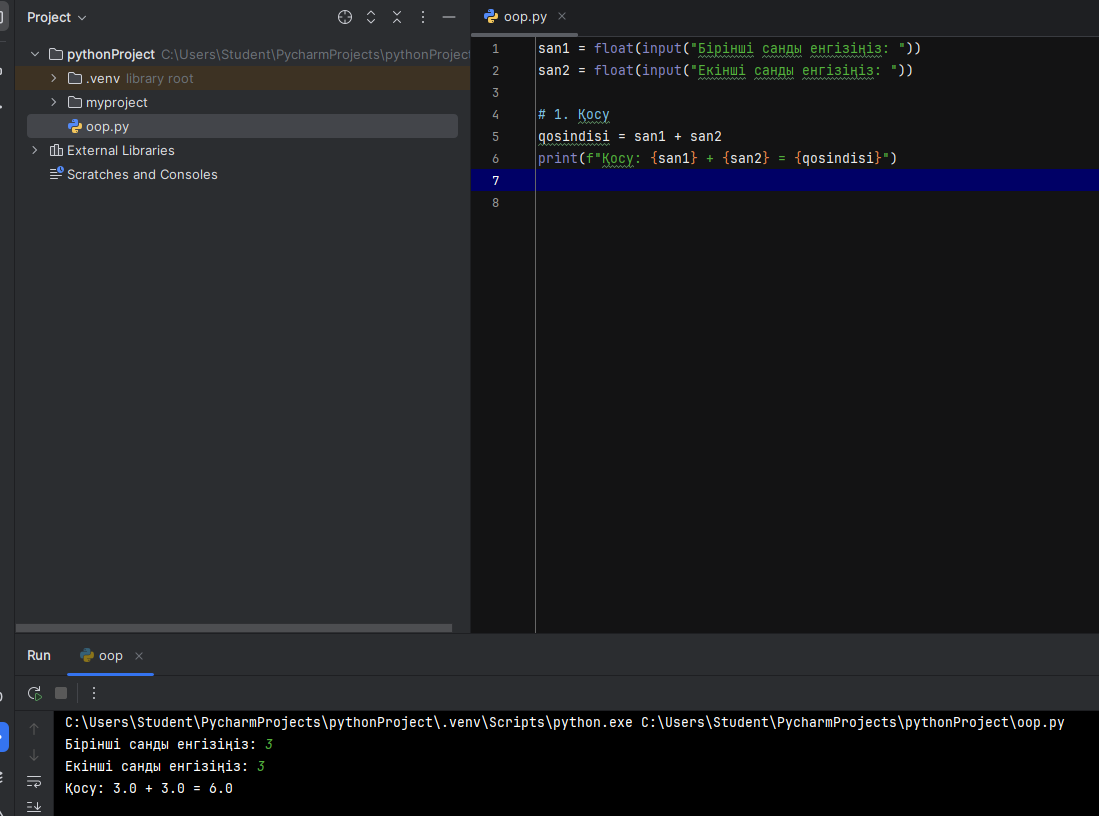 Project
pythonProject C:\Users\Student\PycharmProjects\pythonProject
.venv library root
myproject
oop.py
External Libraries
Scratches and Consoles
oop.py
1 san1 = float(input("Бірінші санды енгізіңіз: "))
2 san2 = float(input("Екінші санды енгізіңіз: "))
3
4 # 1. Қосу
5 qosindisi = san1 + san2
6 print(f"Қосу: {san1} + {san2} = {qosindisi}")
7
8
Run oop
C:\Users\Student\PycharmProjects\pythonProject\.venv\Scripts\python.exe C:\Users\Student\PycharmProjects\pythonProject\oop.py
Бірінші санды енгізіңіз: 3
Екінші санды енгізіңіз: 3
Қосу: 3.0 + 3.0 = 6.0